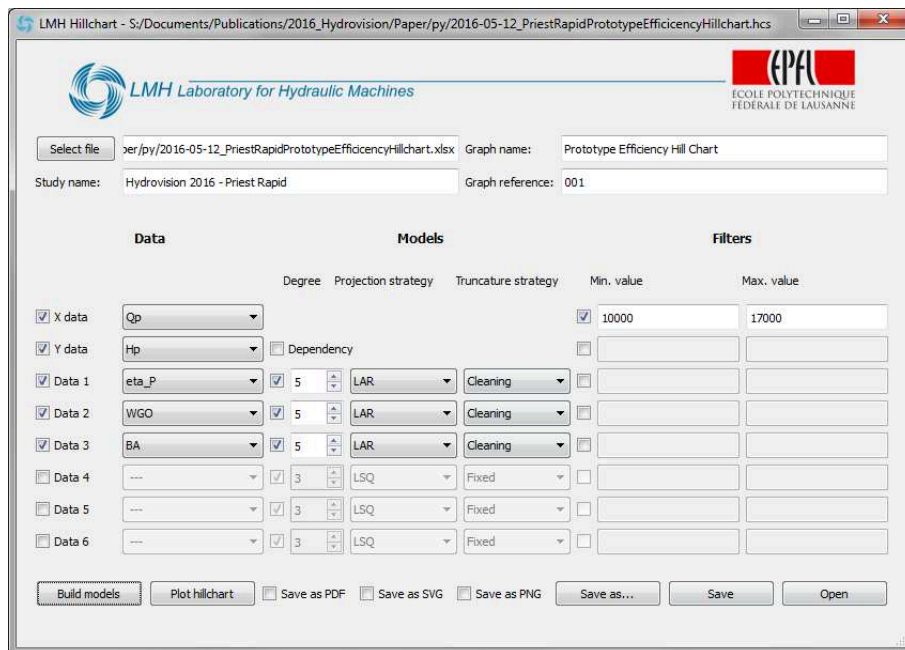 LMH Hillchart - S:/Documents/Publications/2016_Hydrovision/Paper/py/2016-05-12_PriestRapidPrototypeEfficicencyHillchart.hcs
LMH Laboratory for Hydraulic Machines
EPFL
ÉCOLE POLYTECHNIQUE
FÉDÉRALE DE LAUSANNE
Select file per/py/2016-05-12_PriestRapidPrototypeEfficicencyHillchart.xlsx Graph name: Prototype Efficiency Hill Chart
Study name: Hydrovision 2016 - Priest Rapid Graph reference: 001
Data Models Filters
Degree Projection strategy Truncature strategy Min. value Max. value
X data Qp 10000 17000
Y data Hp Dependency
Data 1 eta_P 5 LAR Cleaning
Data 2 WGO 5 LAR Cleaning
Data 3 BA 5 LAR Cleaning
Data 4 --- 3 LSQ Fixed
Data 5 --- 3 LSQ Fixed
Data 6 --- 3 LSQ Fixed
Build models Plot hillchart Save as PDF Save as SVG Save as PNG Save as... Save Open